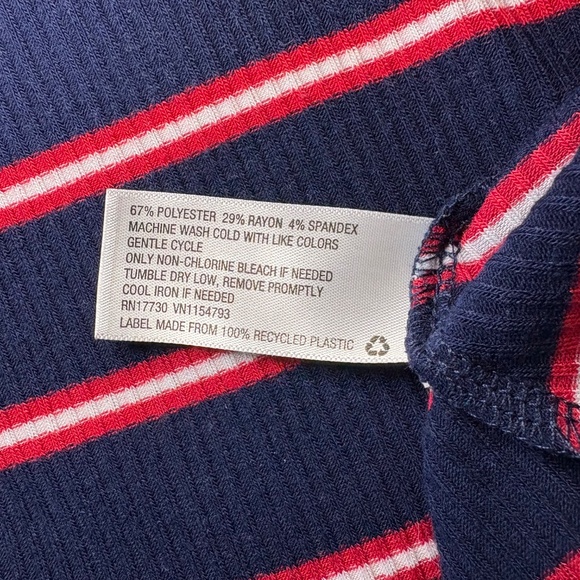 67% POLYESTER 29% RAYON 4% SPANDEX
MACHINE WASH COLD WITH LIKE COLORS
GENTLE CYCLE
ONLY NON-CHLORINE BLEACH IF NEEDED
TUMBLE DRY LOW, REMOVE PROMPTLY
COOL IRON IF NEEDED
RN17730 VN1154793
LABEL MADE FROM 100% RECYCLED PLASTIC